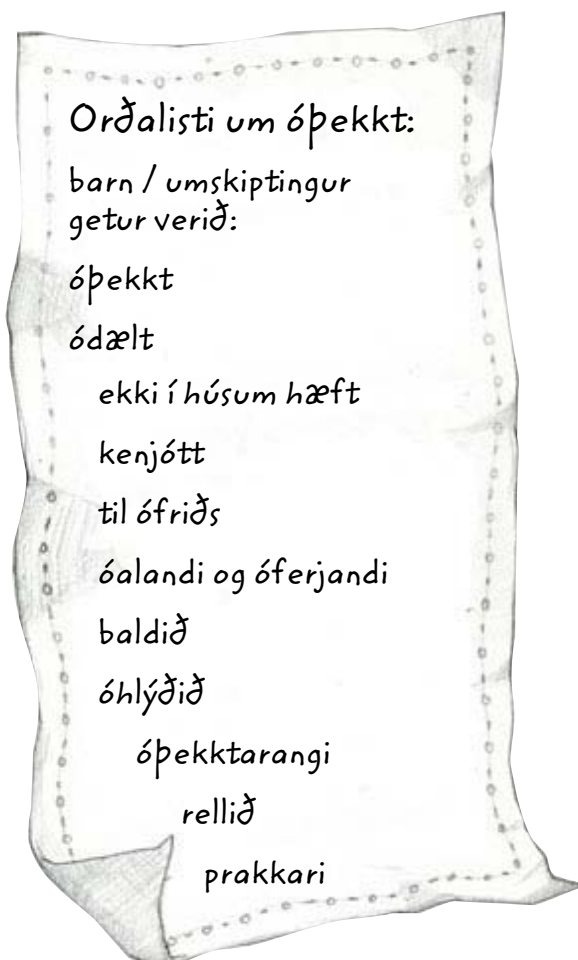 Orðalisti um óþekkt:
barn / umskiptingur
getur verið:
óþekkt
ódælt
ekki í húsum hæft
kenjótt
til ófriðs
óalandi og óferjandi
baldið
óhlýðið
óþekktarangi
rellið
prakkari